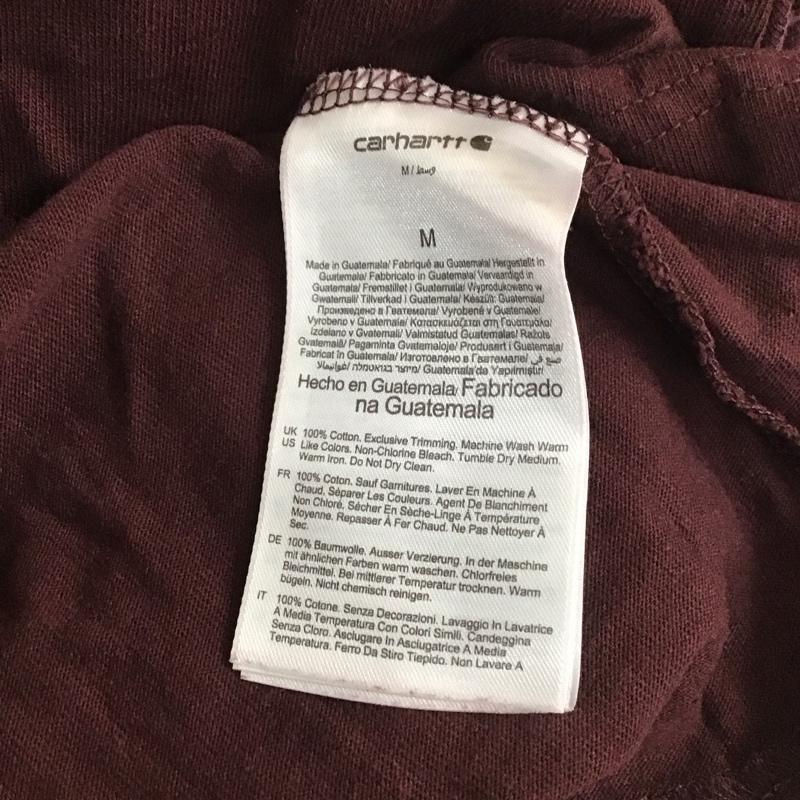 carhartt
M / وسط
M
Made in Guatemala/ Fabriqué au Guatemala/ Hergestellt in
Guatemala/ Fabbricato in Guatemala/ Vervaardigd in
Guatemala/ Fremstillet i Guatemala/ Wyprodukowano w
Gwatemali/ Tillverkad i Guatemala/ Készült: Guatemala/
Произведено в Гватемала/ Vyrobené v Guatemale/
Vyrobeno v Guatemale/ Κατασκευάζεται στη Γουατεμάλα/
Izdelano v Gvatemali/ Valmistatud Guatemalas/ Ražots
Gvatemalā/ Pagaminta Gvatemaloje/ Produsert i Guatemala/
Fabricat în Guatemala/ Изготовлено в Гватемале/ صنع في
غواتيمالا/ מיוצר בגואטמלה/ Guatemala'da Yapılmıştır/
Hecho en Guatemala/ Fabricado
na Guatemala
UK 100% Cotton. Exclusive Trimming. Machine Wash Warm
US Like Colors. Non-Chlorine Bleach. Tumble Dry Medium.
Warm Iron. Do Not Dry Clean.
FR 100% Coton. Sauf Garnitures. Laver En Machine À
Chaud. Séparer Les Couleurs. Agent De Blanchiment
Non Chloré. Sécher En Sèche-Linge À Température
Moyenne. Repasser À Fer Chaud. Ne Pas Nettoyer À
Sec.
DE 100% Baumwolle. Ausser Verzierung. In der Maschine
mit ähnlichen Farben warm waschen. Chlorfreies
Bleichmittel. Bei mittlerer Temperatur trocknen. Warm
bügeln. Nicht chemisch reinigen.
IT 100% Cotone. Senza Decorazioni. Lavaggio In Lavatrice
A Media Temperatura Con Colori Simili. Candeggina
Senza Cloro. Asciugare In Asciugatrice A Media
Temperatura. Ferro Da Stiro Tiepido. Non Lavare A